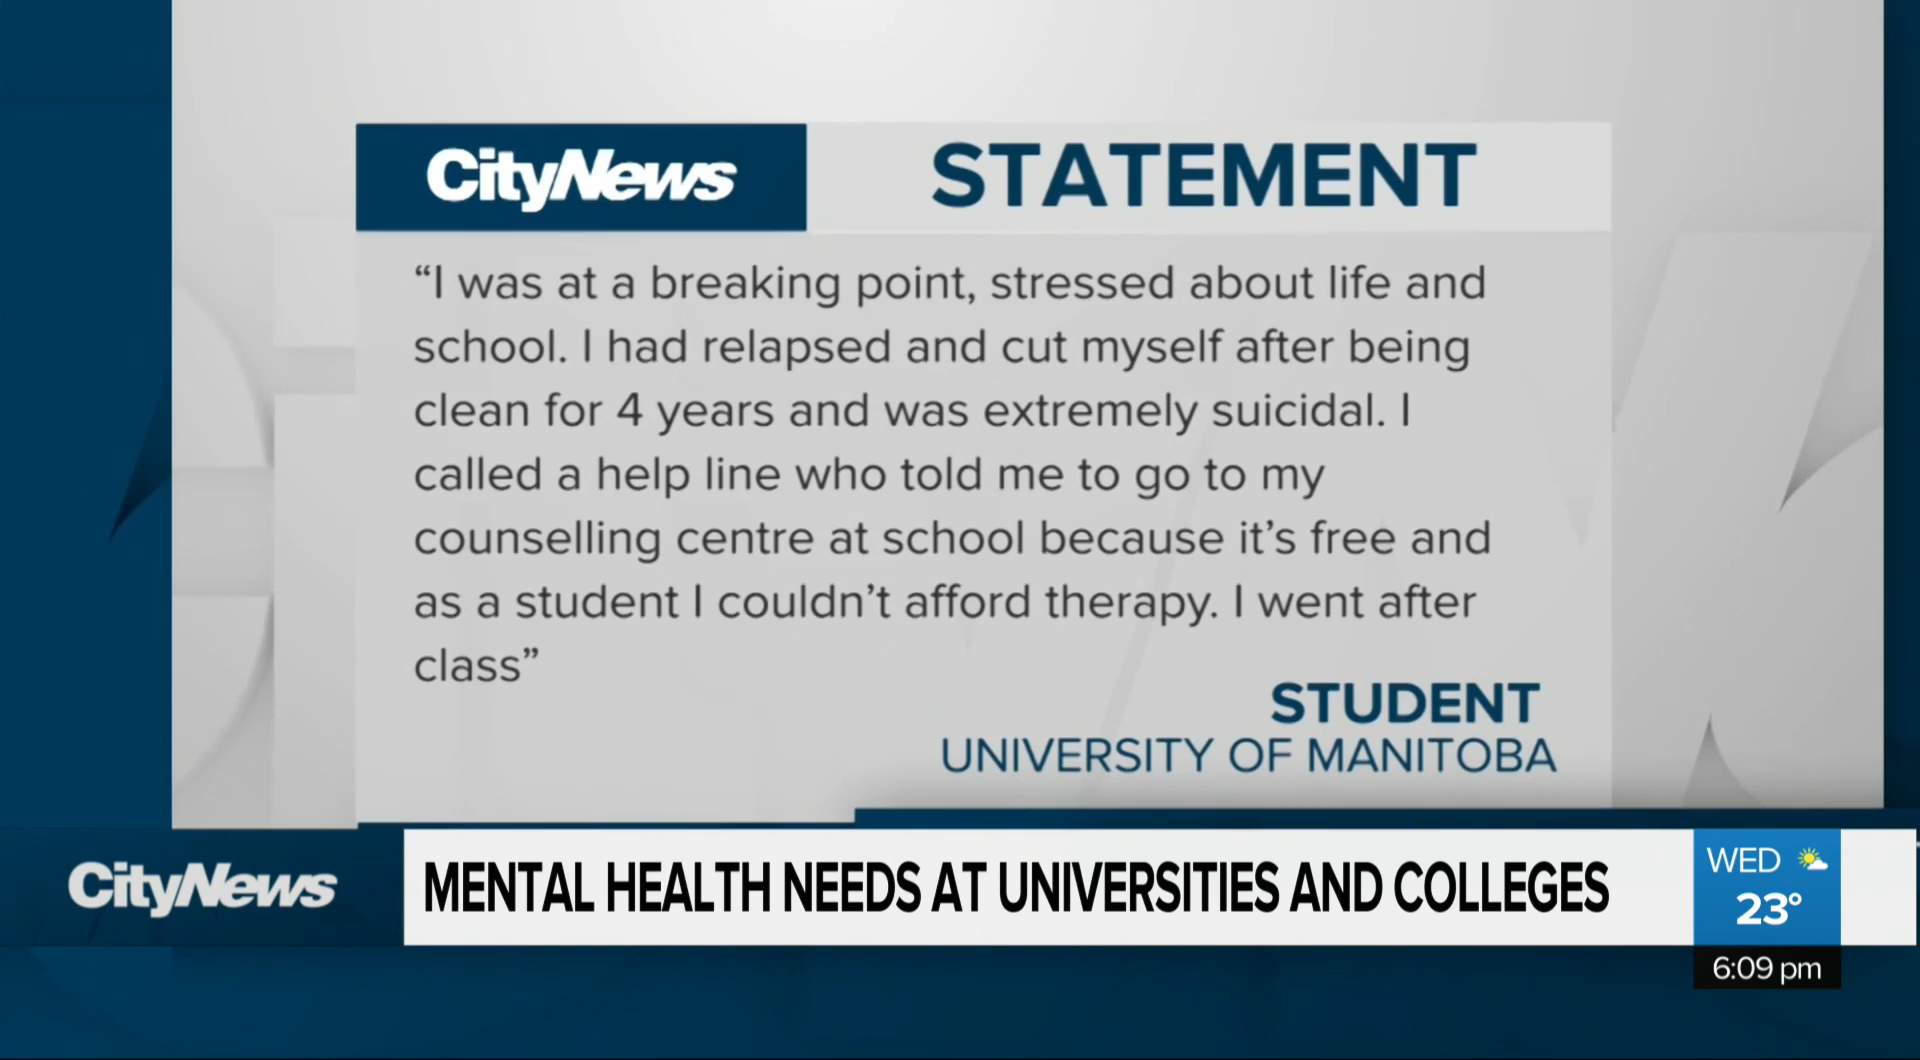 CityNews STATEMENT
“I was at a breaking point, stressed about life and
school. I had relapsed and cut myself after being
clean for 4 years and was extremely suicidal. I
called a help line who told me to go to my
counselling centre at school because it’s free and
as a student I couldn’t afford therapy. I went after
class”
STUDENT
UNIVERSITY OF MANITOBA
CityNews MENTAL HEALTH NEEDS AT UNIVERSITIES AND COLLEGES
WED
23°
6:09 pm